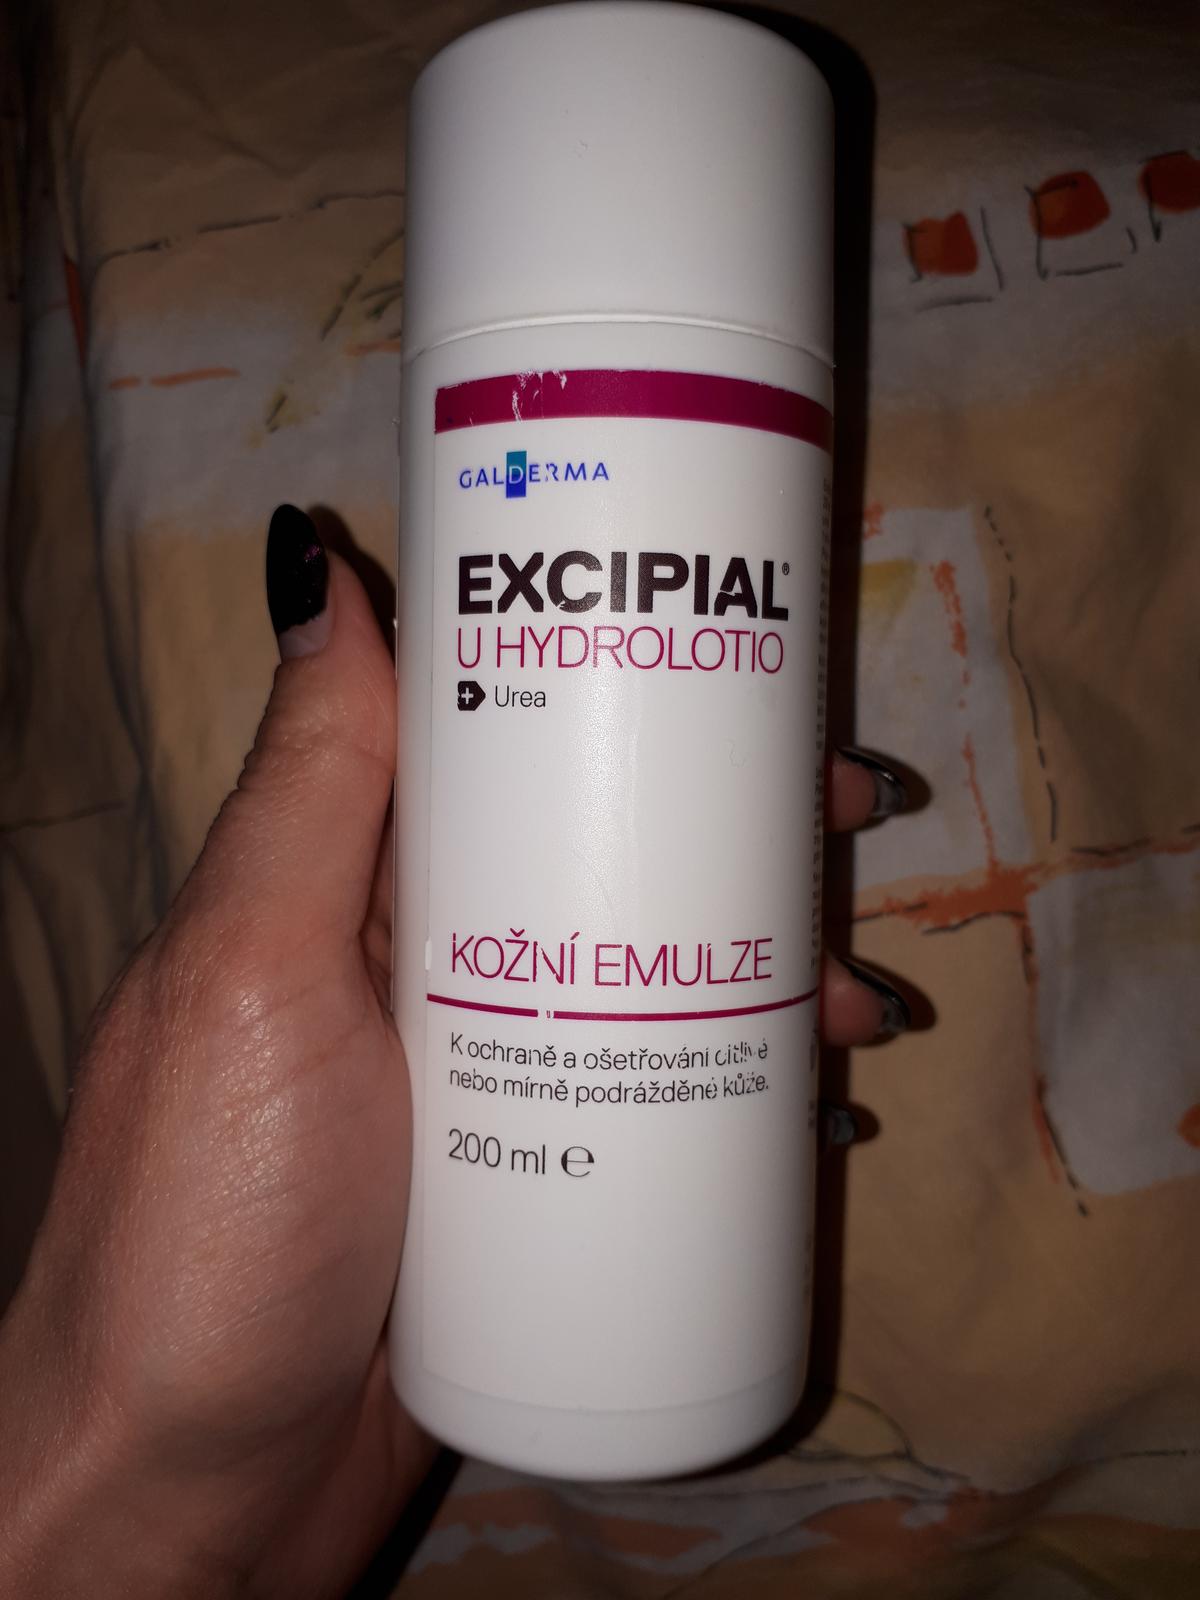 GALDERMA
EXCIPIAL®
U HYDROLOTIO
Urea
KOŽNÍ EMULZE
K ochraně a ošetřování citlivé
nebo mírně podrážděné kůže.
200 ml ℮